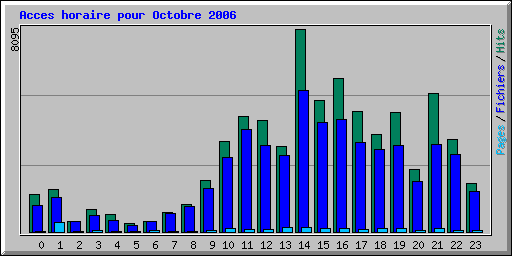 Acces horaire pour Octobre 2006
8095
Pages / Fichiers / Hits
0 1 2 3 4 5 6 7 8 9 10 11 12 13 14 15 16 17 18 19 20 21 22 23